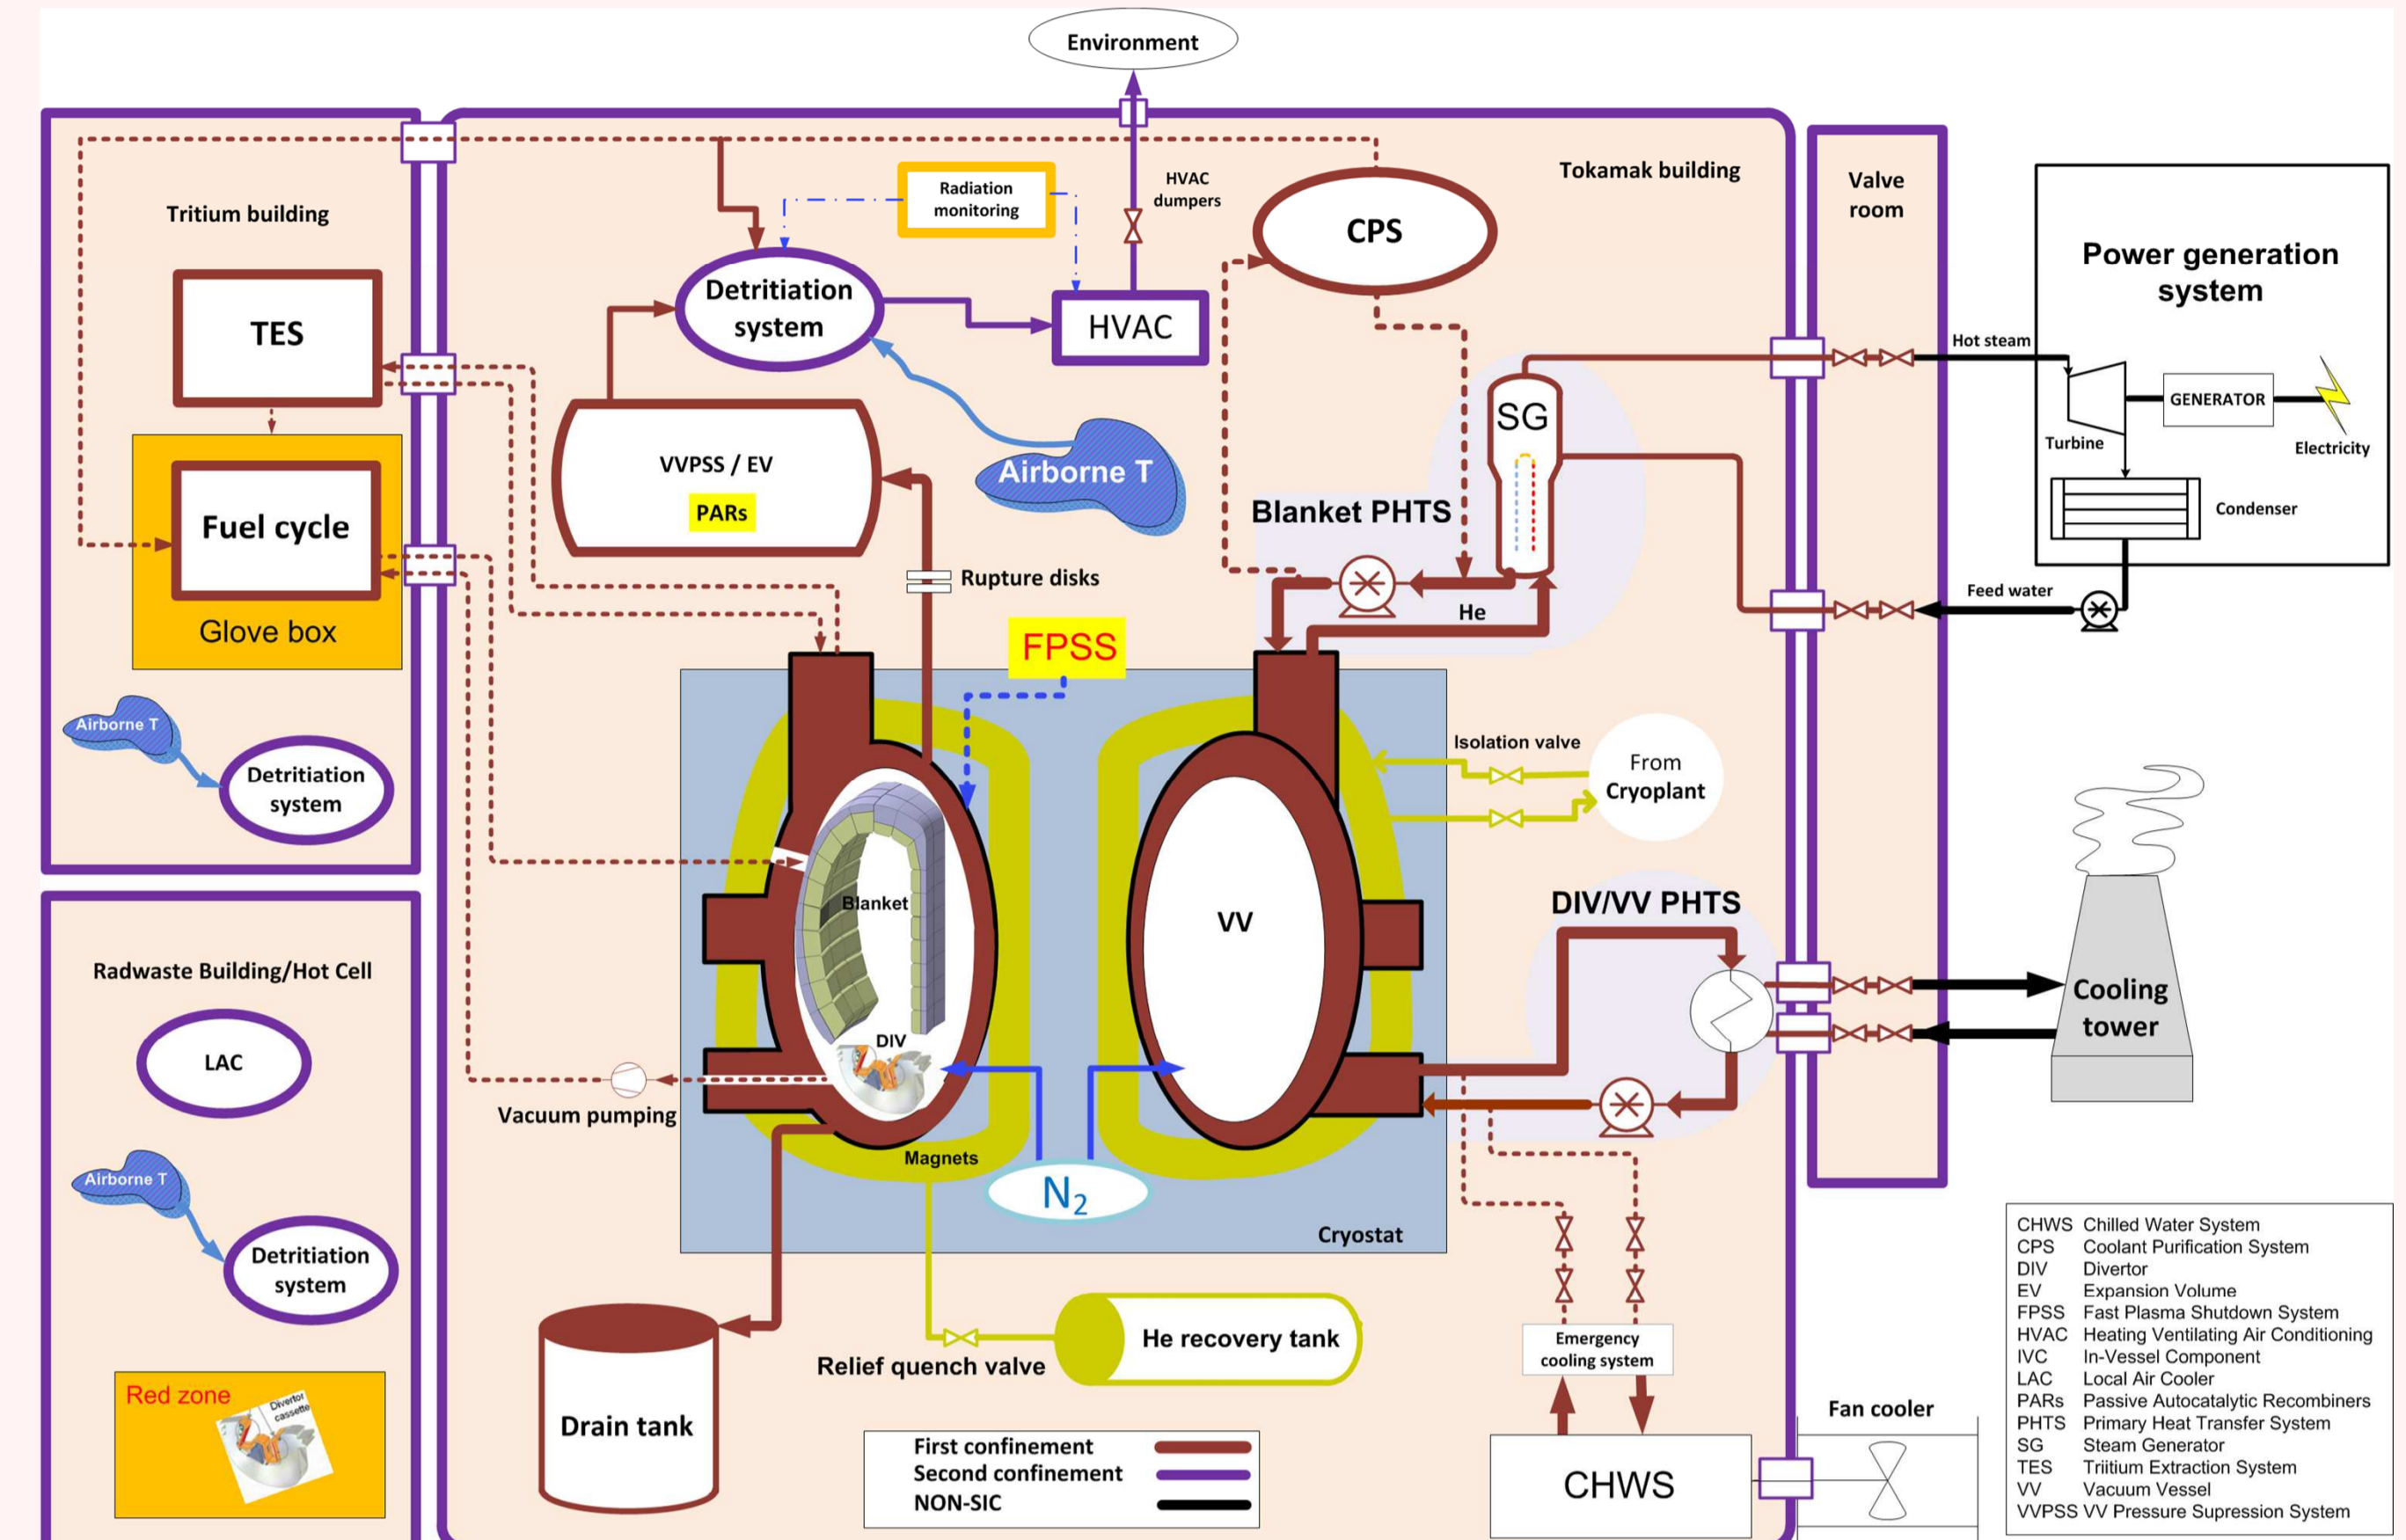 Environment
Tritium building
TES
Fuel cycle
Glove box
Airborne T
Detritiation
system
Radwaste Building/Hot Cell
LAC
Airborne T
Detritiation
system
Red zone
Divertor
cassette
Radiation
monitoring
HVAC
dumpers
CPS
Tokamak building
Detritiation
system
HVAC
VVPSS / EV
PARs
Airborne T
Rupture disks
FPSS
Blanket PHTS
SG
He
Isolation valve
From
Cryoplant
Blanket
DIV
VV
Vacuum pumping
Magnets
N2
Cryostat
DIV/VV PHTS
Drain tank
Relief quench valve
He recovery tank
Emergency
cooling system
CHWS
Fan cooler
First confinement
Second confinement
NON-SIC
Valve
room
Power generation
system
Hot steam
GENERATOR
Turbine
Electricity
Condenser
Feed water
Cooling
tower
CHWS Chilled Water System
CPS Coolant Purification System
DIV Divertor
EV Expansion Volume
FPSS Fast Plasma Shutdown System
HVAC Heating Ventilating Air Conditioning
IVC In-Vessel Component
LAC Local Air Cooler
PARs Passive Autocatalytic Recombiners
PHTS Primary Heat Transfer System
SG Steam Generator
TES Triitium Extraction System
VV Vacuum Vessel
VVPSS VV Pressure Supression System